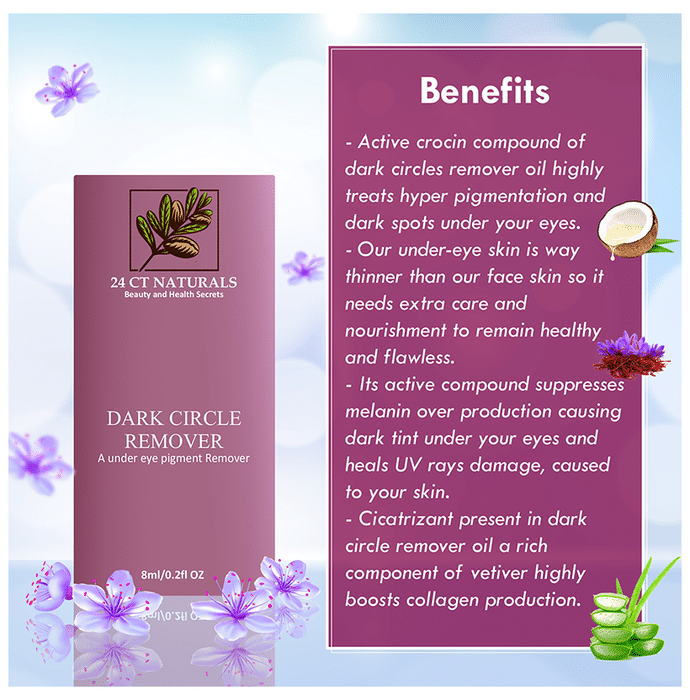 24 CT NATURALS
Beauty and Health Secrets
DARK CIRCLE
REMOVER
A under eye pigment Remover
8ml/0.2fl OZ
8ml/0.2fl OZ
Benefits
- Active crocin compound of
dark circles remover oil highly
treats hyper pigmentation and
dark spots under your eyes.
- Our under-eye skin is way
thinner than our face skin so it
needs extra care and
nourishment to remain healthy
and flawless.
- Its active compound suppresses
melanin over production causing
dark tint under your eyes and
heals UV rays damage, caused
to your skin.
- Cicatrizant present in dark
circle remover oil a rich
component of vetiver highly
boosts collagen production.